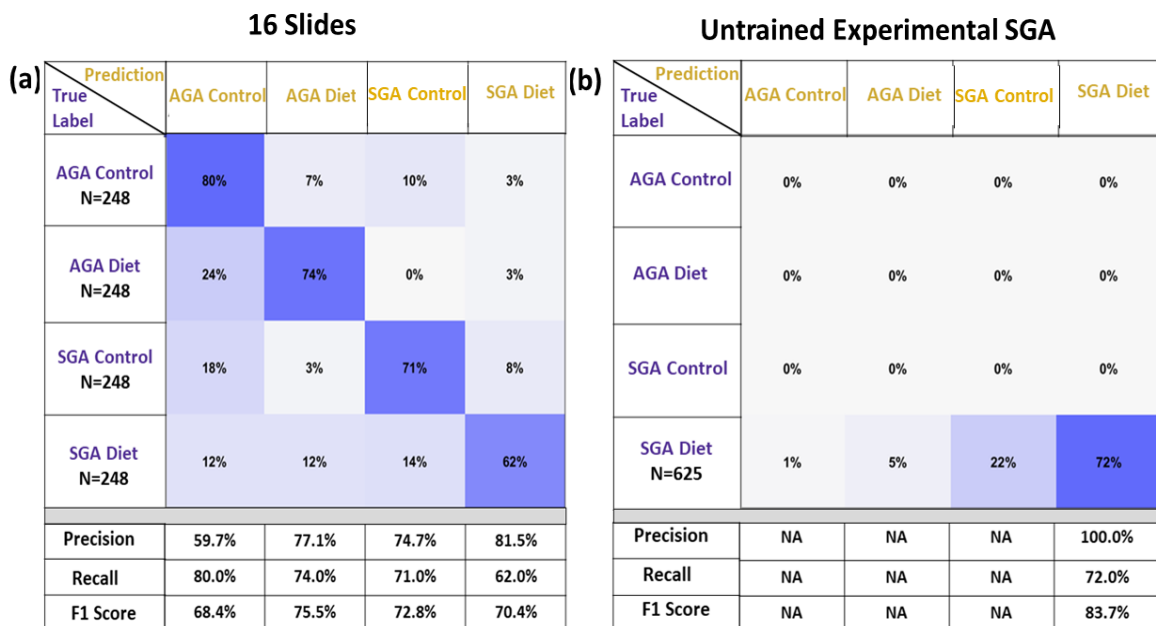 16 Slides
(a)
Prediction
True
Label
AGA Control AGA Diet SGA Control SGA Diet
AGA Control
N=248
80% 7% 10% 3%
AGA Diet
N=248
24% 74% 0% 3%
SGA Control
N=248
18% 3% 71% 8%
SGA Diet
N=248
12% 12% 14% 62%
Precision 59.7% 77.1% 74.7% 81.5%
Recall 80.0% 74.0% 71.0% 62.0%
F1 Score 68.4% 75.5% 72.8% 70.4%
Untrained Experimental SGA
(b)
Prediction
True
Label
AGA Control AGA Diet SGA Control SGA Diet
AGA Control 0% 0% 0% 0%
AGA Diet 0% 0% 0% 0%
SGA Control 0% 0% 0% 0%
SGA Diet
N=625
1% 5% 22% 72%
Precision NA NA NA 100.0%
Recall NA NA NA 72.0%
F1 Score NA NA NA 83.7%